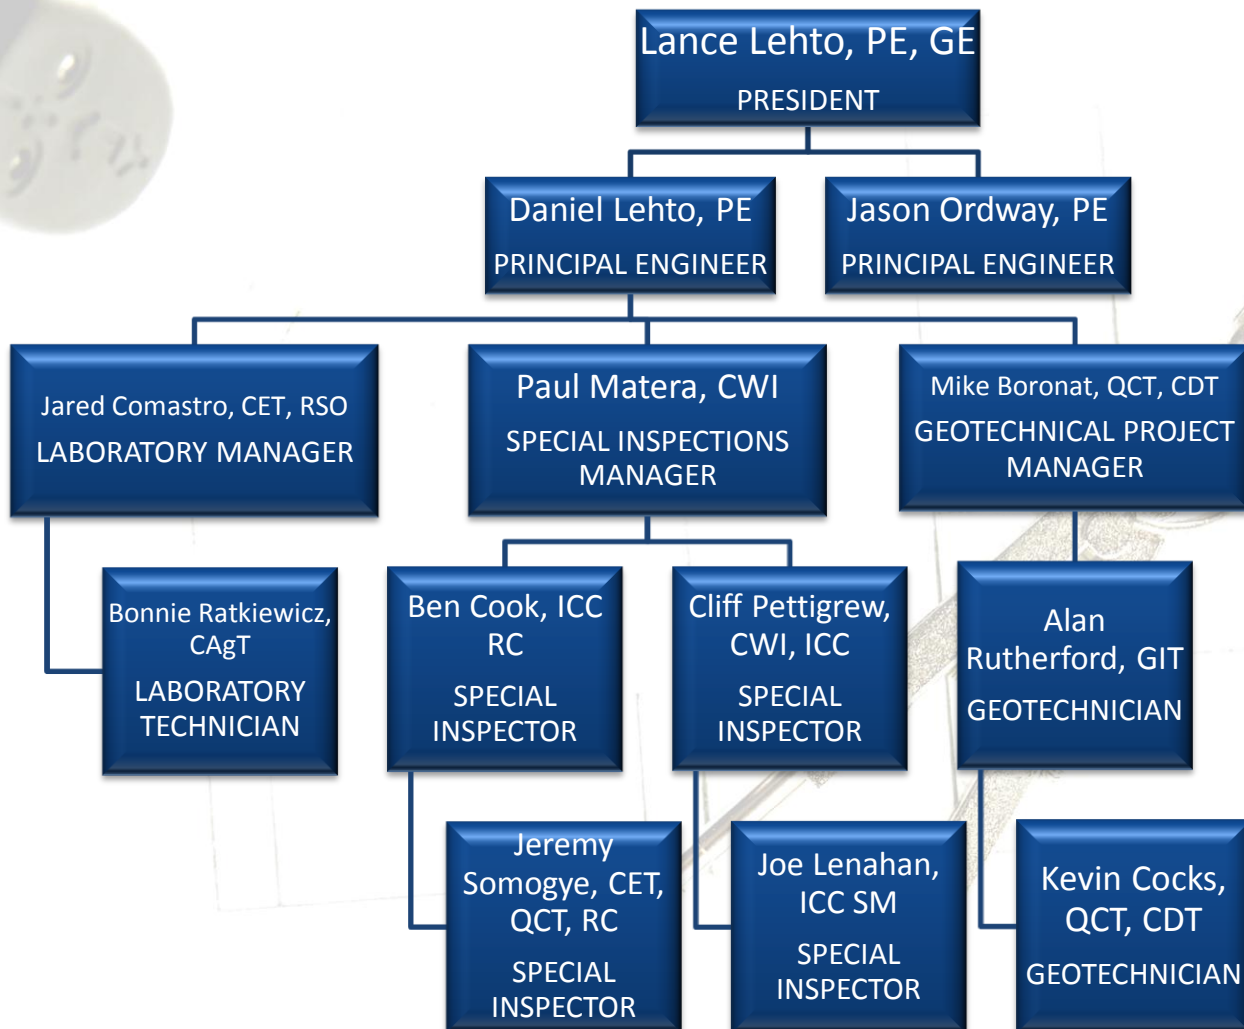 Lance Lehto, PE, GE
PRESIDENT
Daniel Lehto, PE
PRINCIPAL ENGINEER
Jason Ordway, PE
PRINCIPAL ENGINEER
Jared Comastro, CET, RSO
LABORATORY MANAGER
Paul Matera, CWI
SPECIAL INSPECTIONS
MANAGER
Mike Boronat, QCT, CDT
GEOTECHNICAL PROJECT
MANAGER
Bonnie Ratkiewicz,
CAgT
LABORATORY
TECHNICIAN
Ben Cook, ICC
RC
SPECIAL
INSPECTOR
Cliff Pettigrew,
CWI, ICC
SPECIAL
INSPECTOR
Alan
Rutherford, GIT
GEOTECHNICIAN
Jeremy
Somogye, CET,
QCT, RC
SPECIAL
INSPECTOR
Joe Lenahan,
ICC SM
SPECIAL
INSPECTOR
Kevin Cocks,
QCT, CDT
GEOTECHNICIAN